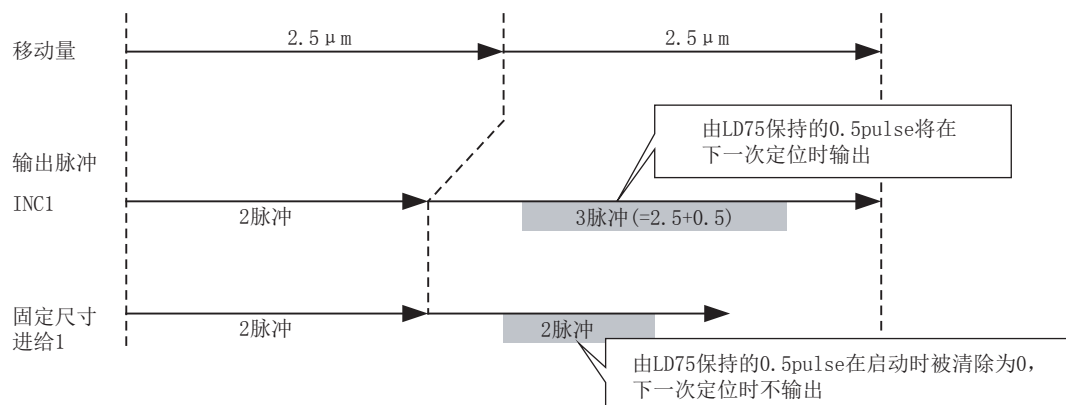 移动量
2.5μm
2.5μm
由LD75保持的0.5pulse将在
下一次定位时输出
输出脉冲
INC1
2脉冲
3脉冲(=2.5+0.5)
固定尺寸
进给1
2脉冲
2脉冲
由LD75保持的0.5pulse在启动时被清除为0,
下一次定位时不输出